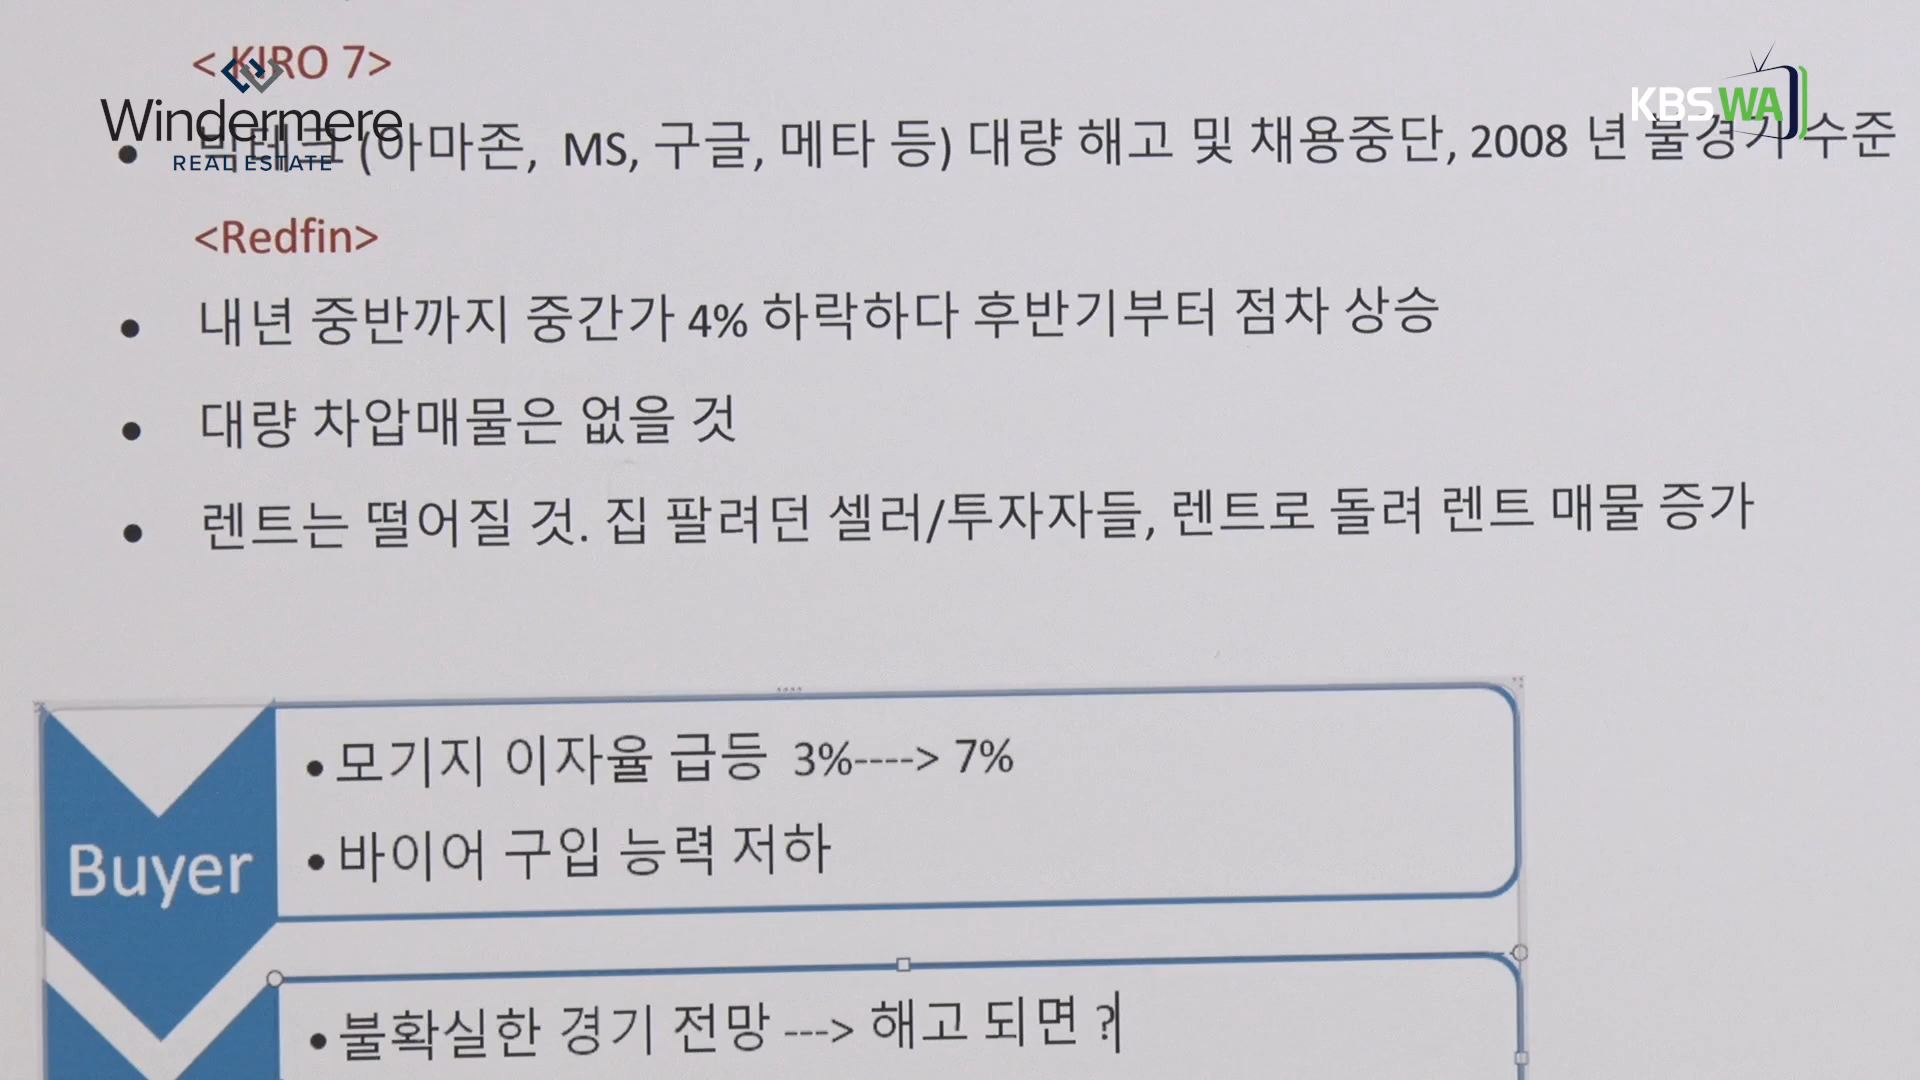 < KIRO 7>
Windermere
REAL ESTATE
KBSWA
빅테크 (아마존, MS, 구글, 메타 등) 대량 해고 및 채용중단, 2008 년 불경기 수준
<Redfin>
내년 중반까지 중간가 4% 하락하다 후반기부터 점차 상승
대량 차압매물은 없을 것
렌트는 떨어질 것. 집 팔려던 셀러/투자자들, 렌트로 돌려 렌트 매물 증가
Buyer
• 모기지 이자율 급등 3%----> 7%
• 바이어 구입 능력 저하
• 불확실한 경기 전망 ---> 해고 되면 ?